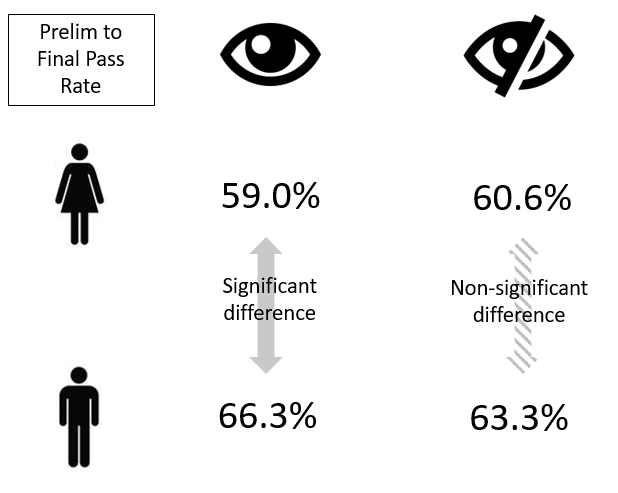 Prelim to
Final Pass
Rate
59.0%
60.6%
Significant
difference
Non-significant
difference
66.3%
63.3%